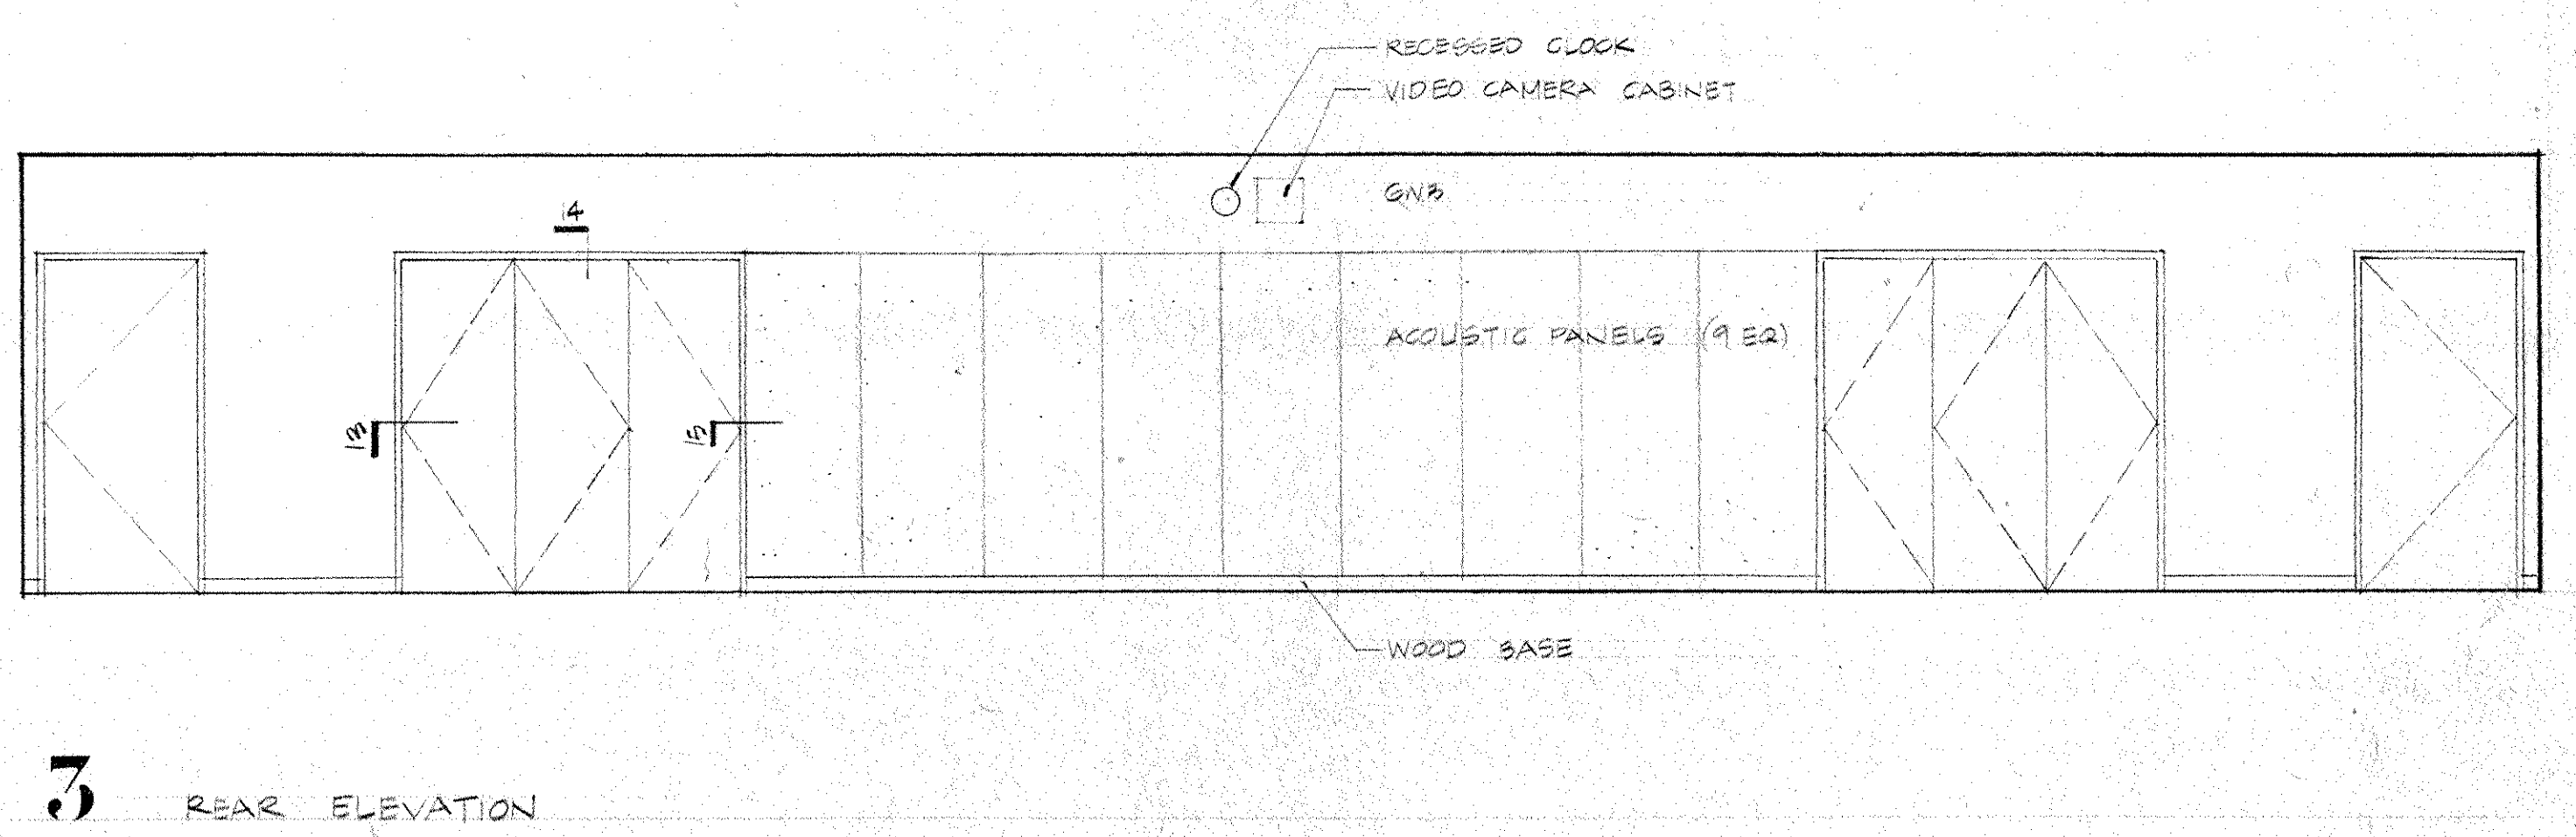 RECESSED CLOCK
VIDEO CAMERA CABINET
GWB
14
ACOUSTIC PANELS (9 EQ)
13
15
WOOD BASE
3 REAR ELEVATION